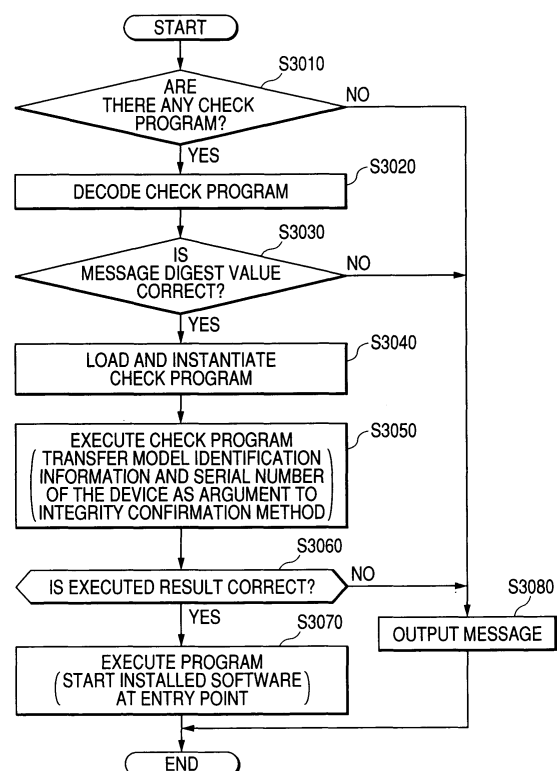 START
S3010
ARE
THERE ANY CHECK
PROGRAM?
NO
YES
S3020
DECODE CHECK PROGRAM
S3030
IS
MESSAGE DIGEST VALUE
CORRECT?
NO
YES
S3040
LOAD AND INSTANTIATE
CHECK PROGRAM
S3050
EXECUTE CHECK PROGRAM
(TRANSFER MODEL IDENTIFICATION
INFORMATION AND SERIAL NUMBER
OF THE DEVICE AS ARGUMENT TO
INTEGRITY CONFIRMATION METHOD)
S3060
IS EXECUTED RESULT CORRECT?
NO
YES
S3070
EXECUTE PROGRAM
(START INSTALLED SOFTWARE
AT ENTRY POINT)
S3080
OUTPUT MESSAGE
END